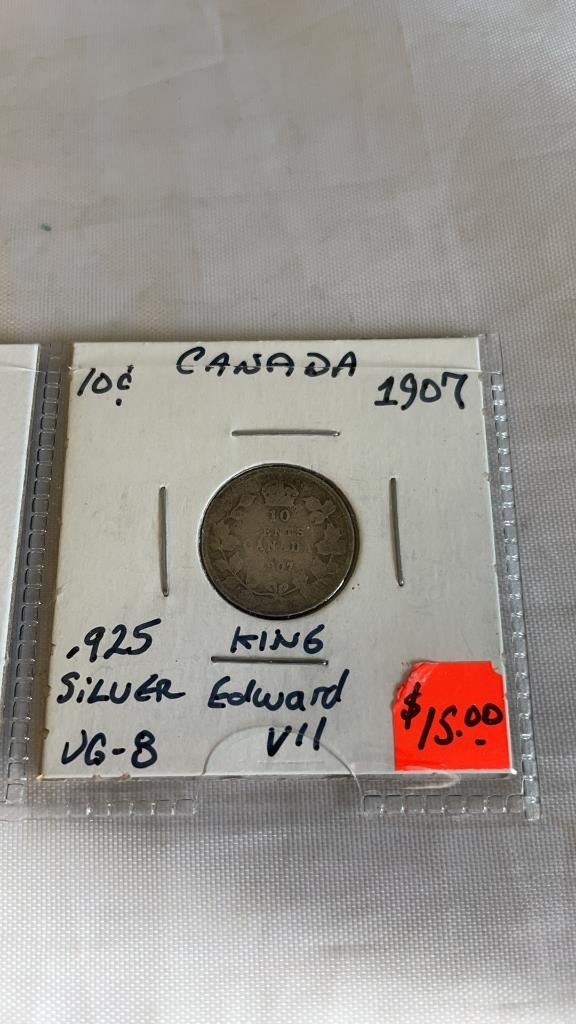 10¢ CANADA 1907
10
CENTS
CANADA
1907
.925 KING
SILVER Edward
VG-8 VII
$15.00